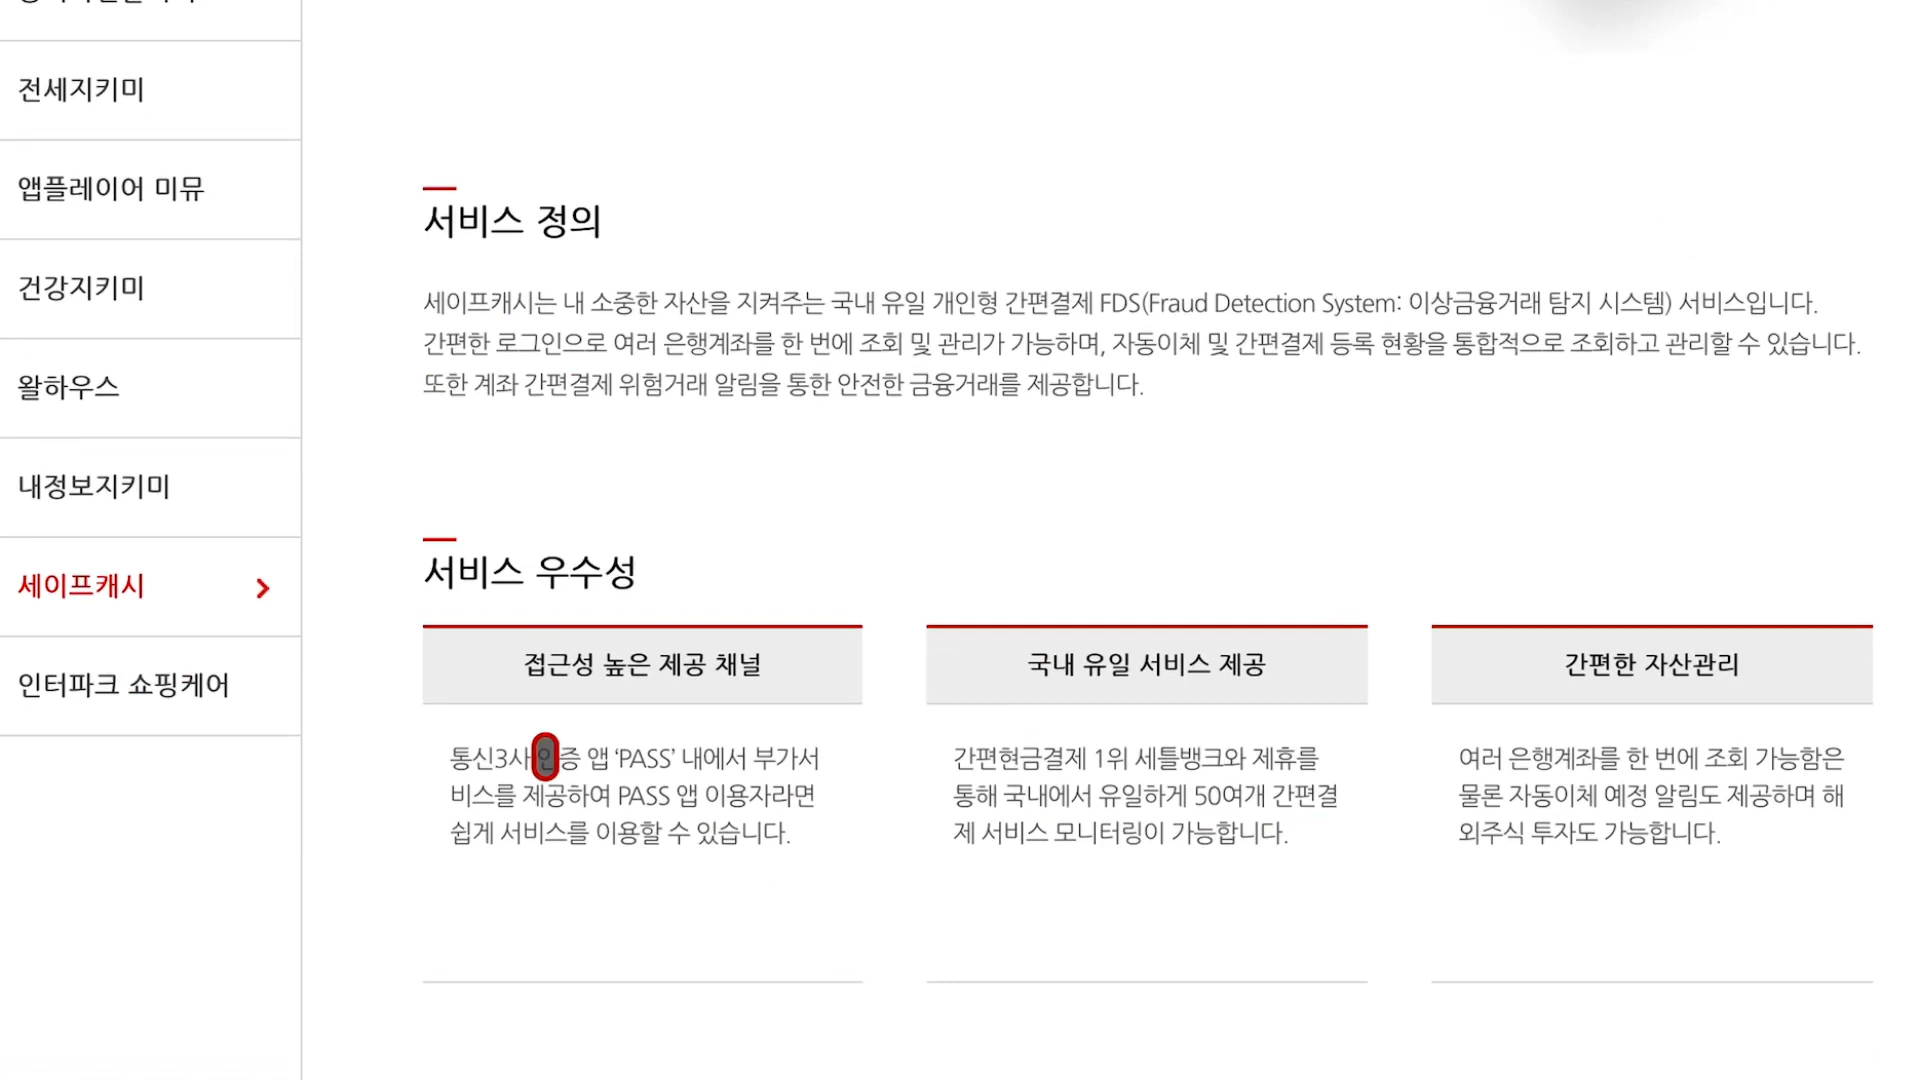 전세지키미
앱플레이어 미뮤
건강지키미
왈하우스
내정보지키미
세이프캐시
인터파크 쇼핑케어
서비스 정의
세이프캐시는 내 소중한 자산을 지켜주는 국내 유일 개인형 간편결제 FDS(Fraud Detection System: 이상금융거래 탐지 시스템) 서비스입니다.
간편한 로그인으로 여러 은행계좌를 한 번에 조회 및 관리가 가능하며, 자동이체 및 간편결제 등록 현황을 통합적으로 조회하고 관리할 수 있습니다.
또한 계좌 간편결제 위험거래 알림을 통한 안전한 금융거래를 제공합니다.
서비스 우수성
접근성 높은 제공 채널
통신3사 인증 앱 ‘PASS’ 내에서 부가서
비스를 제공하여 PASS 앱 이용자라면
쉽게 서비스를 이용할 수 있습니다.
국내 유일 서비스 제공
간편현금결제 1위 세틀뱅크와 제휴를
통해 국내에서 유일하게 50여개 간편결
제 서비스 모니터링이 가능합니다.
간편한 자산관리
여러 은행계좌를 한 번에 조회 가능함은
물론 자동이체 예정 알림도 제공하며 해
외주식 투자도 가능합니다.